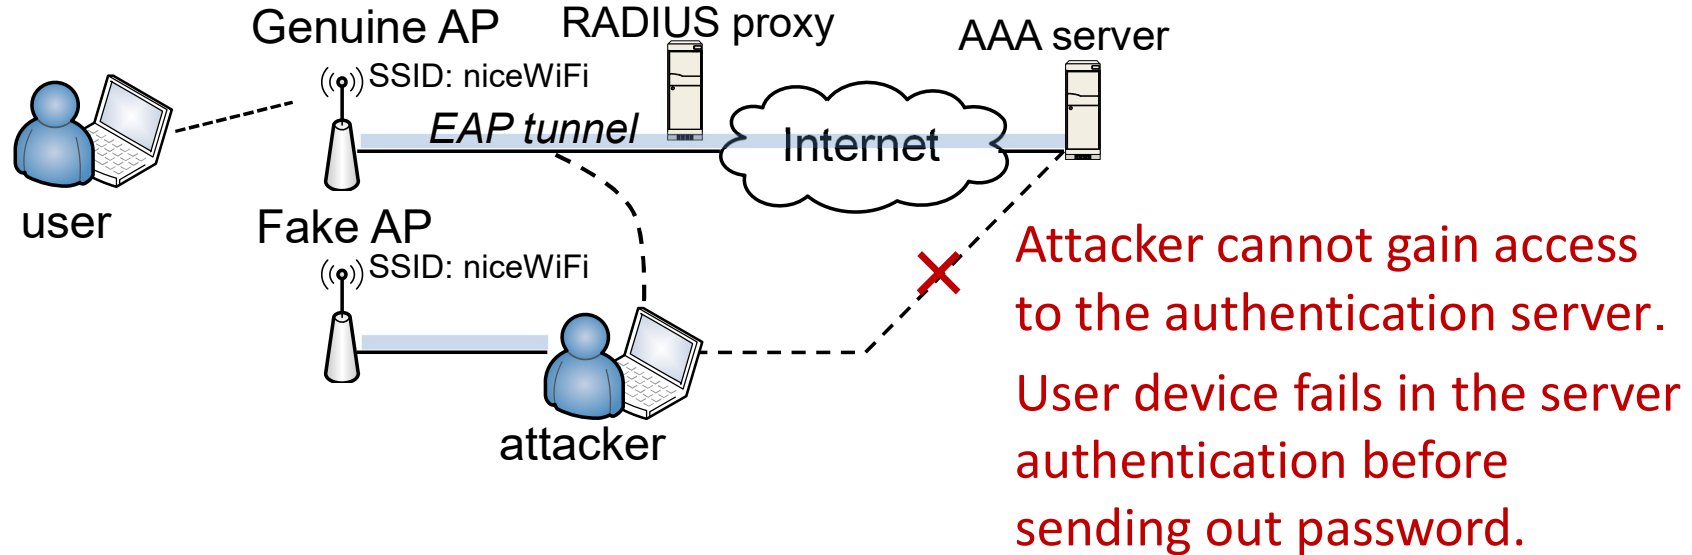 Genuine AP
RADIUS proxy
AAA server
SSID: niceWiFi
EAP tunnel
Internet
user
Fake AP
SSID: niceWiFi
attacker
Attacker cannot gain access
to the authentication server.
User device fails in the server
authentication before
sending out password.